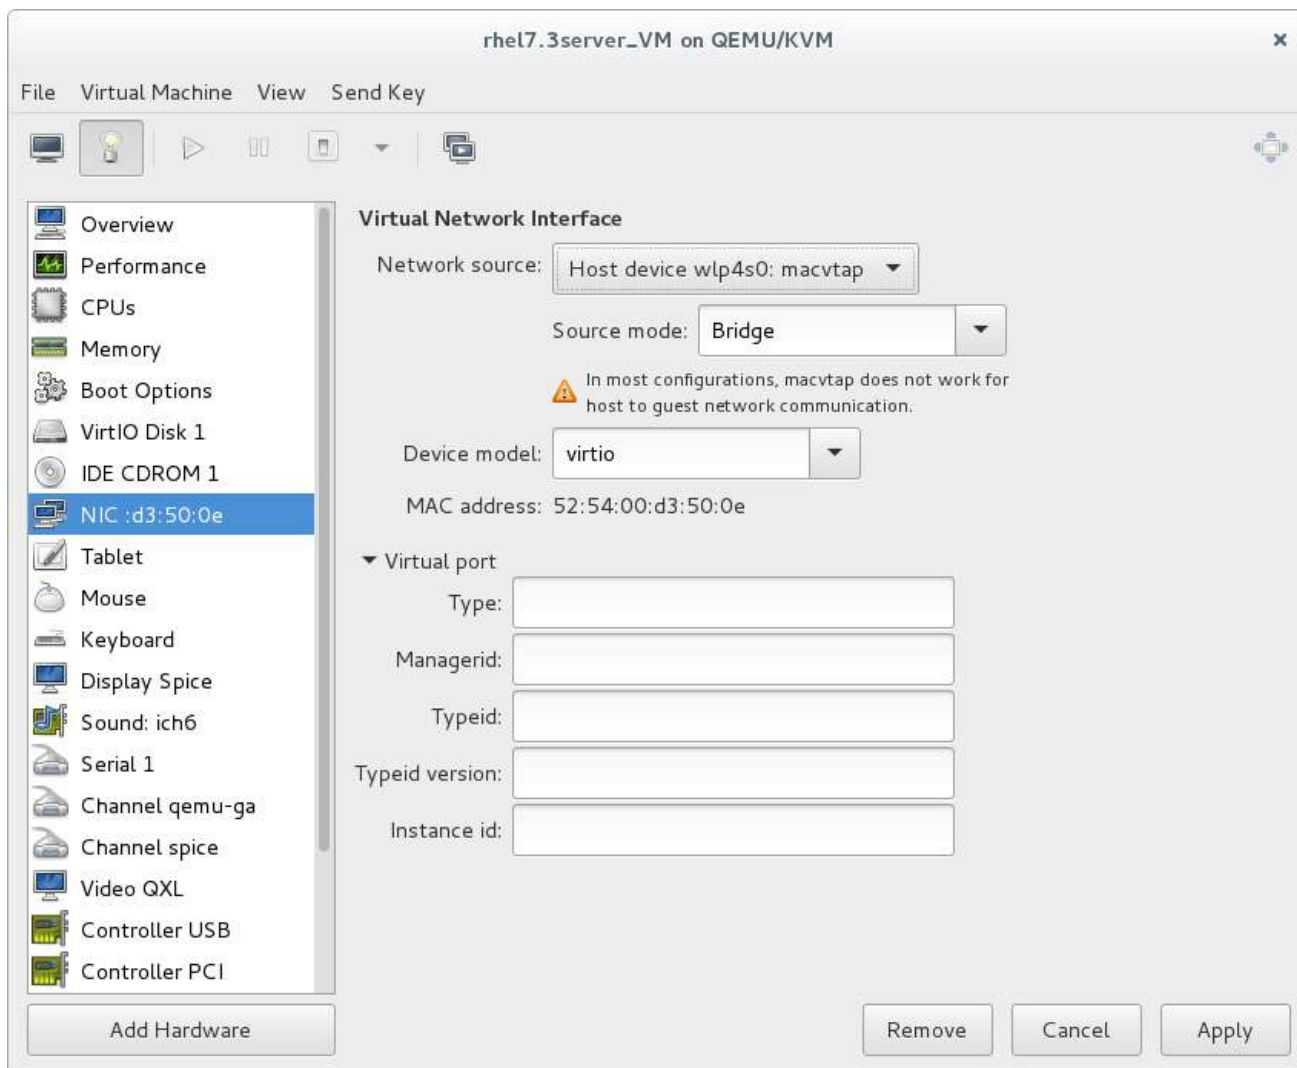 rhel7.3server_VM on QEMU/KVM
File Virtual Machine View Send Key
Overview
Performance
CPUs
Memory
Boot Options
VirtIO Disk 1
IDE CDROM 1
NIC :d3:50:0e
Tablet
Mouse
Keyboard
Display Spice
Sound: ich6
Serial 1
Channel qemu-ga
Channel spice
Video QXL
Controller USB
Controller PCI
Add Hardware
Virtual Network Interface
Network source: Host device wlp4s0: macvtap
Source mode: Bridge
In most configurations, macvtap does not work for
host to guest network communication.
Device model: virtio
MAC address: 52:54:00:d3:50:0e
Virtual port
Type:
Managerid:
Typeid:
Typeid version:
Instance id:
Remove Cancel Apply